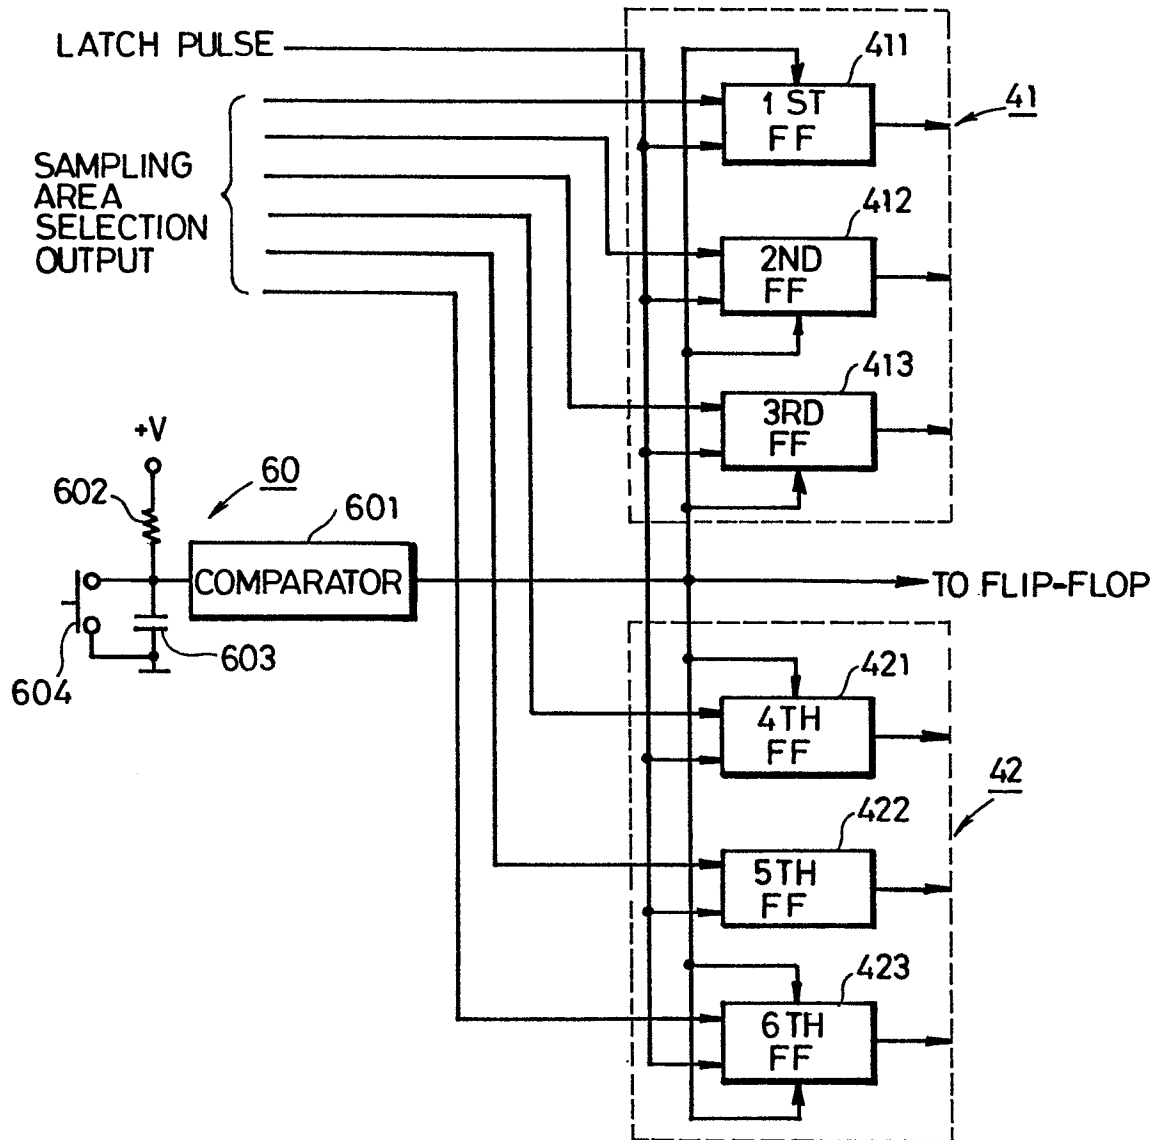 LATCH PULSE
SAMPLING
AREA
SELECTION
OUTPUT
411
1 ST
FF
41
412
2ND
FF
413
3RD
FF
+V
602
60
601
COMPARATOR
TO FLIP-FLOP
603
604
421
4TH
FF
42
422
5TH
FF
423
6TH
FF